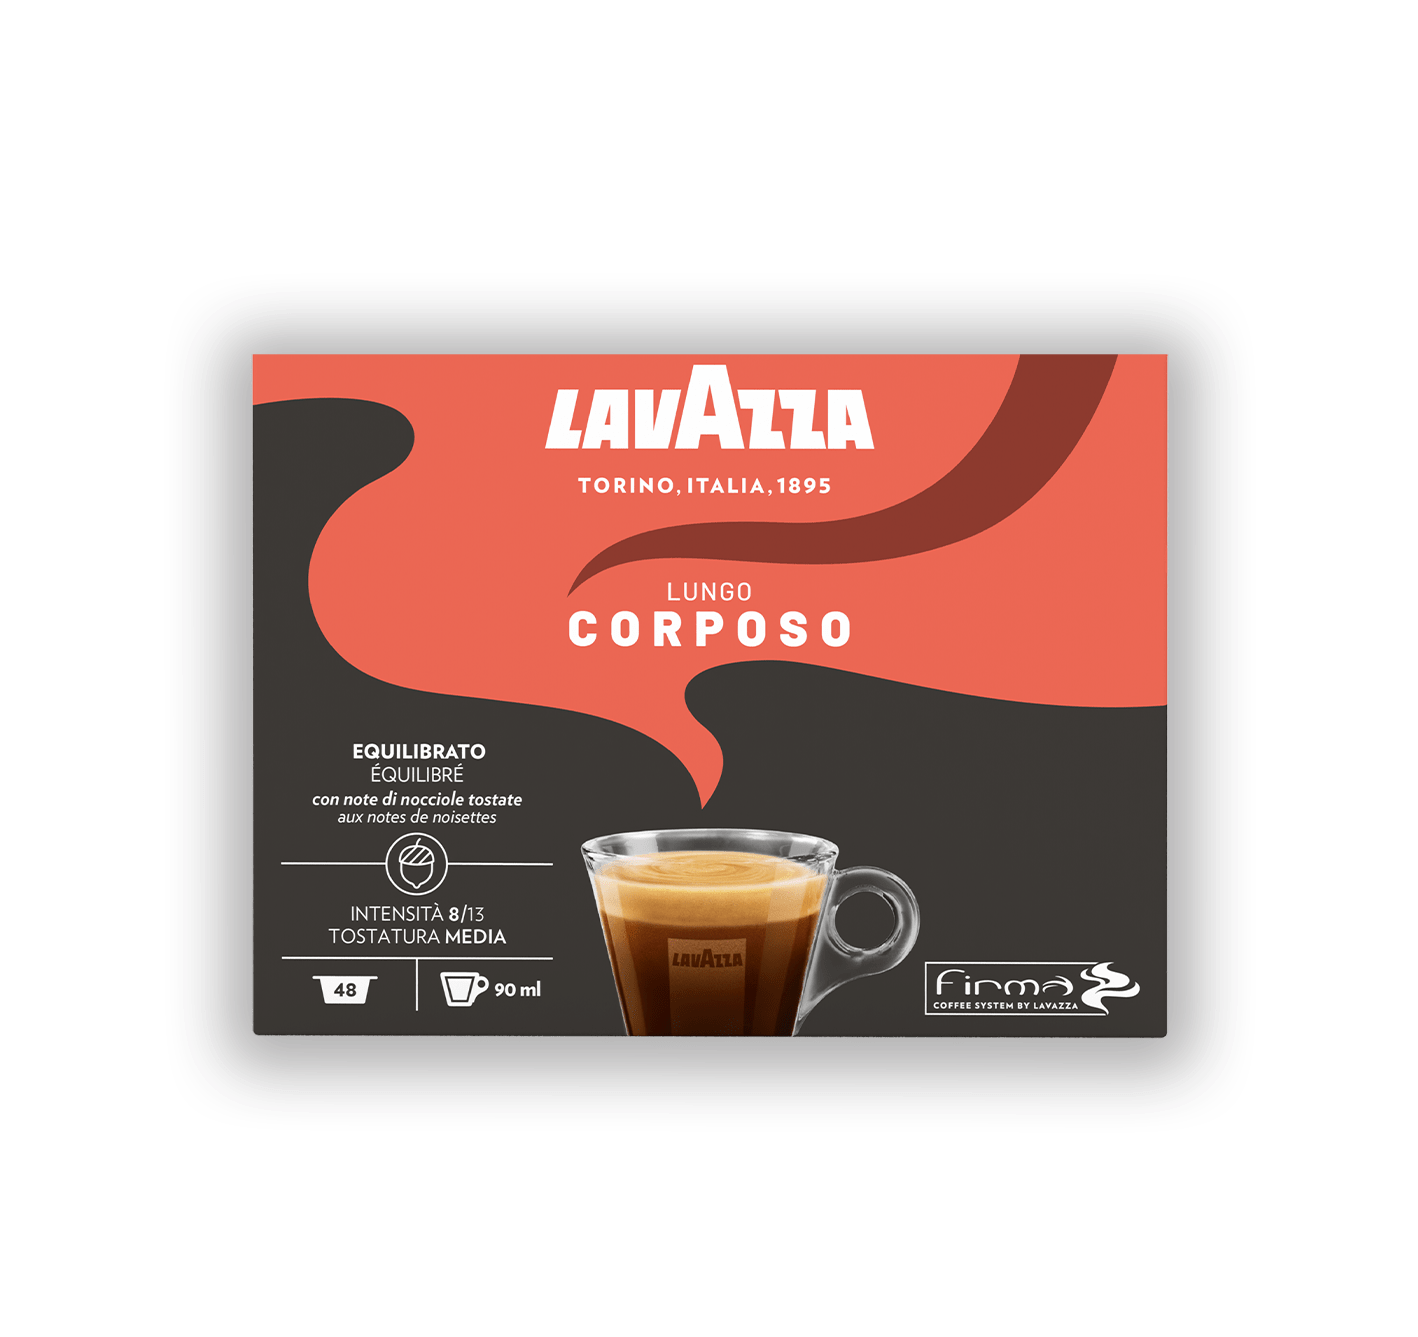 LAVAZZA
TORINO, ITALIA, 1895
LUNGO
CORPOSO
EQUILIBRATO
ÉQUILIBRÉ
con note di nocciole tostate
aux notes de noisettes
INTENSITÀ 8/13
TOSTATURA MEDIA
48
90 ml
LAVAZZA
Firma
COFFEE SYSTEM BY LAVAZZA